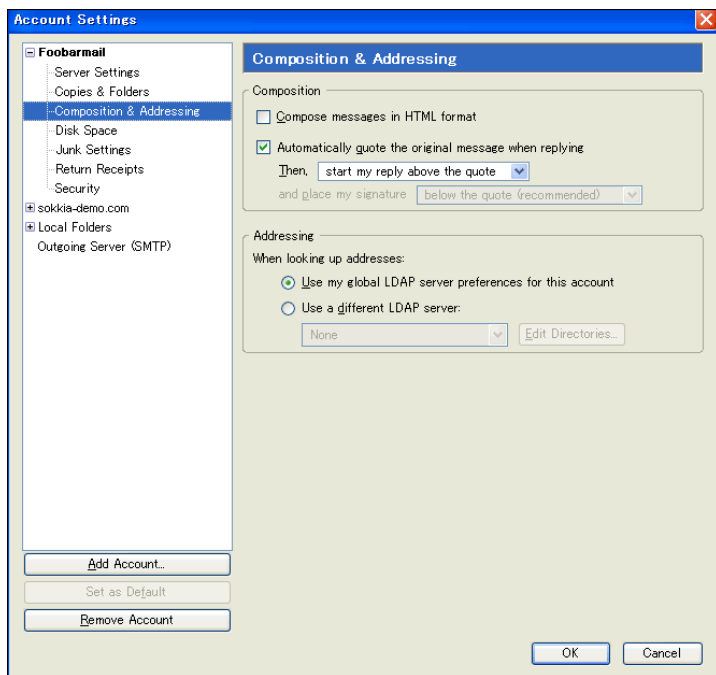 Account Settings
Foobarmail
Server Settings
Copies & Folders
Composition & Addressing
Disk Space
Junk Settings
Return Receipts
Security
sokkia-demo.com
Local Folders
Outgoing Server (SMTP)
Add Account...
Set as Default
Remove Account
Composition & Addressing
Composition
Compose messages in HTML format
Automatically quote the original message when replying
Then, start my reply above the quote
and place my signature below the quote (recommended)
Addressing
When looking up addresses:
Use my global LDAP server preferences for this account
Use a different LDAP server:
None Edit Directories...
OK Cancel